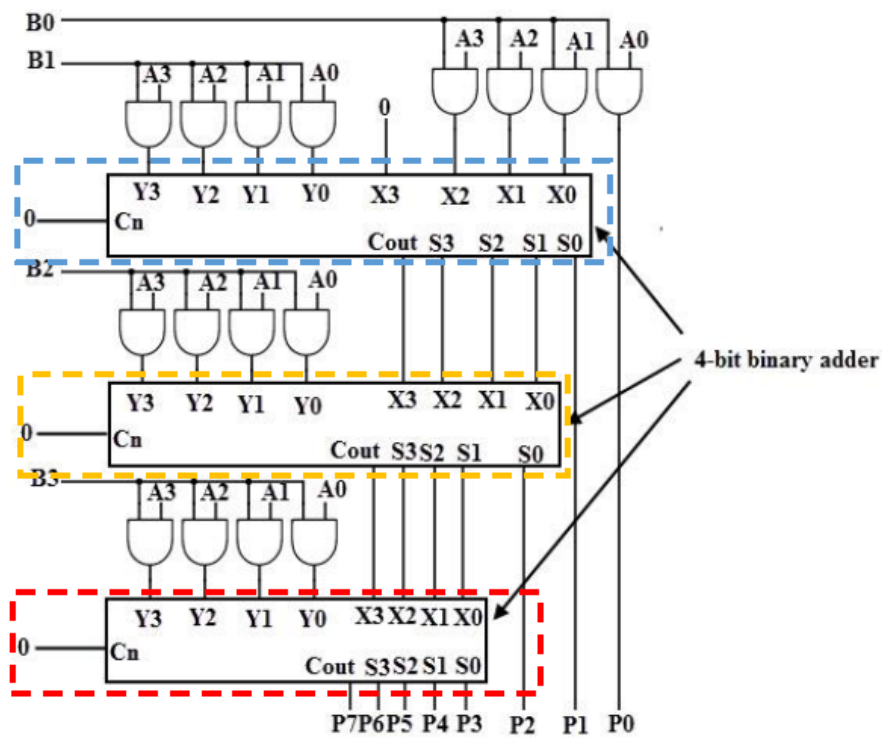 B0
A3 A2 A1 A0
B1
A3 A2 A1 A0
0
Y3 Y2 Y1 Y0 X3 X2 X1 X0
0 Cn
Cout S3 S2 S1 S0
B2
A3 A2 A1 A0
4-bit binary adder
Y3 Y2 Y1 Y0 X3 X2 X1 X0
0 Cn
Cout S3 S2 S1 S0
B3
A3 A2 A1 A0
Y3 Y2 Y1 Y0 X3 X2 X1 X0
0 Cn
Cout S3 S2 S1 S0
P7 P6 P5 P4 P3 P2 P1 P0